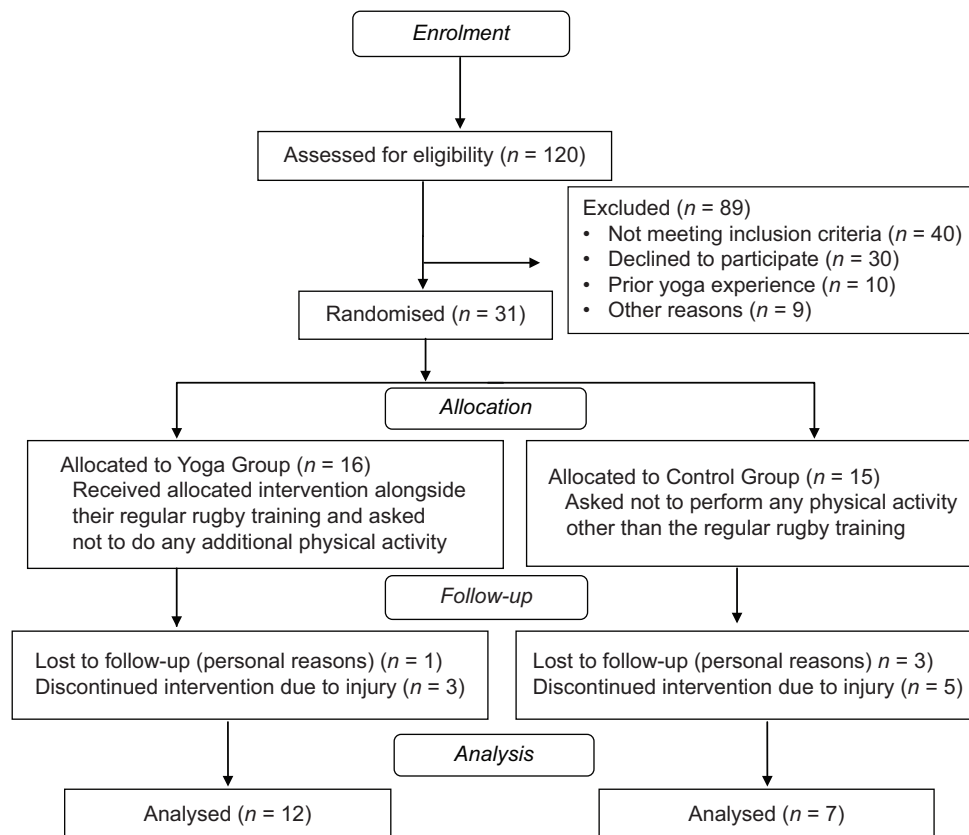 Enrolment
Assessed for eligibility (n = 120)
Excluded (n = 89)
• Not meeting inclusion criteria (n = 40)
• Declined to participate (n = 30)
• Prior yoga experience (n = 10)
• Other reasons (n = 9)
Randomised (n = 31)
Allocation
Allocated to Yoga Group (n = 16)
Received allocated intervention alongside
their regular rugby training and asked
not to do any additional physical activity
Allocated to Control Group (n = 15)
Asked not to perform any physical activity
other than the regular rugby training
Follow-up
Lost to follow-up (personal reasons) (n = 1)
Discontinued intervention due to injury (n = 3)
Lost to follow-up (personal reasons) n = 3)
Discontinued intervention due to injury (n = 5)
Analysis
Analysed (n = 12)
Analysed (n = 7)